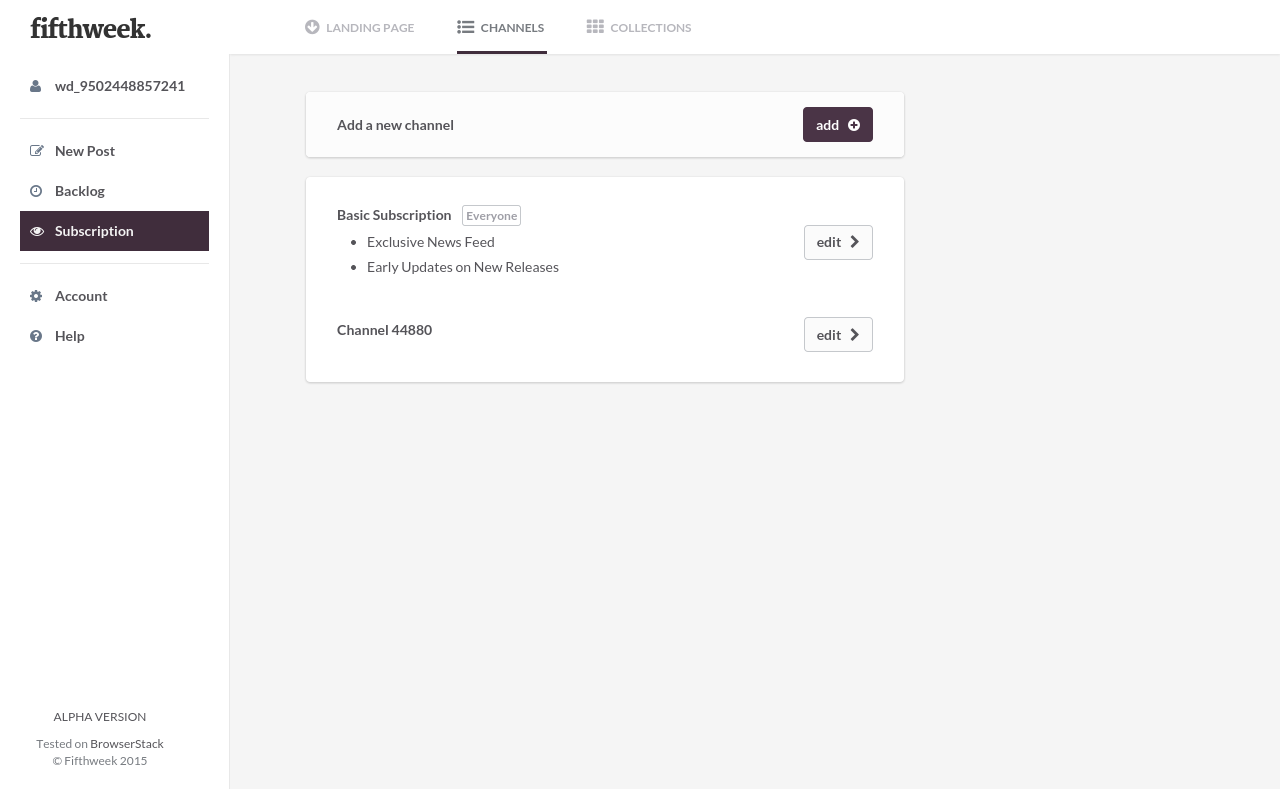 fifthweek.
LANDING PAGE
CHANNELS
COLLECTIONS
wd_9502448857241
New Post
Backlog
Subscription
Account
Help
Add a new channel
add
Basic Subscription Everyone
• Exclusive News Feed
• Early Updates on New Releases
edit
Channel 44880
edit
ALPHA VERSION
Tested on BrowserStack
© Fifthweek 2015